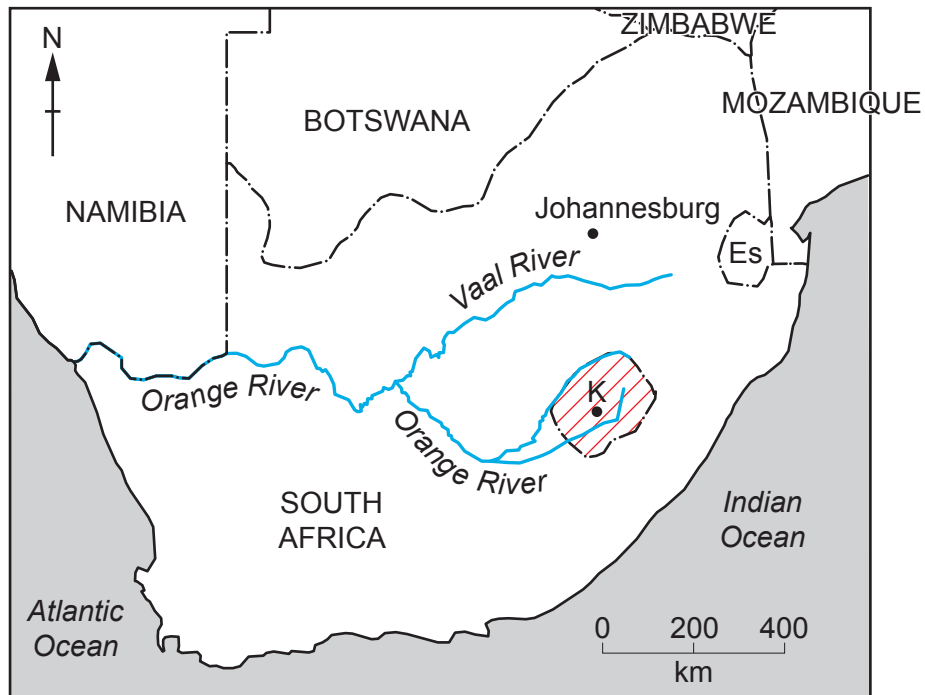 ZIMBABWE
N
BOTSWANA
MOZAMBIQUE
NAMIBIA
Johannesburg
Es
Vaal River
Orange River
K
Orange River
SOUTH
AFRICA
Indian
Ocean
Atlantic
Ocean
0 200 400
km